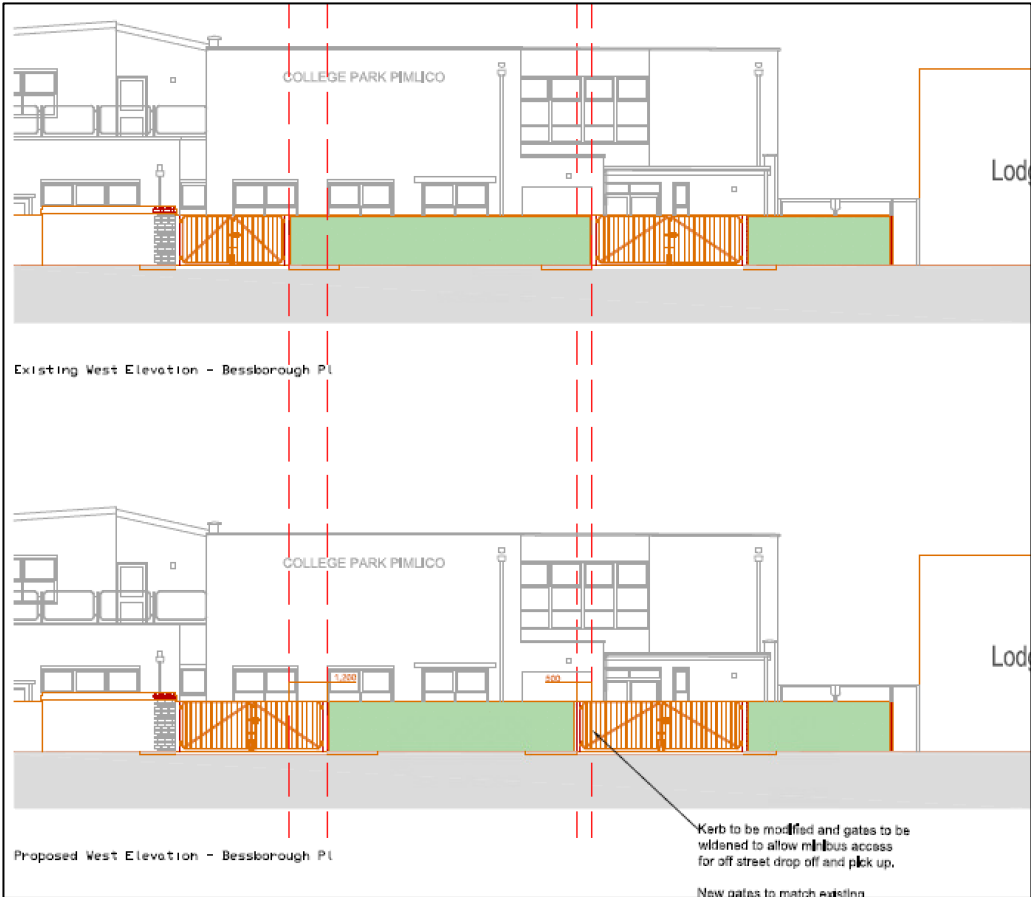 COLLEGE PARK PIMLICO
Lodg
Existing West Elevation - Bessborough Pl
COLLEGE PARK PIMLICO
Lodg
1,200
500
Kerb to be modified and gates to be
widened to allow minibus access
for off street drop off and pick up.
New gates to match existing
Proposed West Elevation - Bessborough Pl